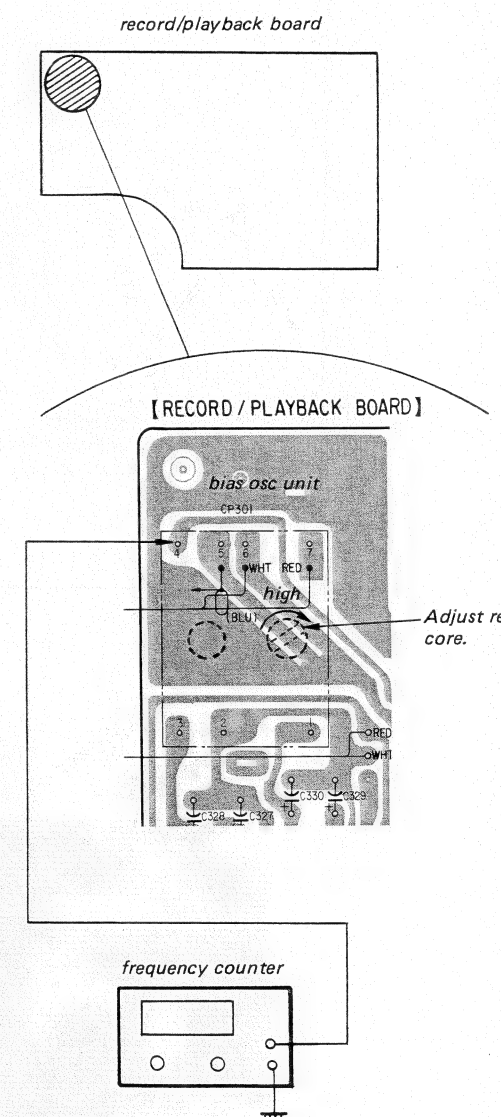 record/playback board
【RECORD / PLAYBACK BOARD】
bias osc unit
CP301
4 5 6 7
WHT RED
high
(BLU)
Adjust re
core.
3 2 1
RED
WHT
C330 C329
C328 C327
frequency counter